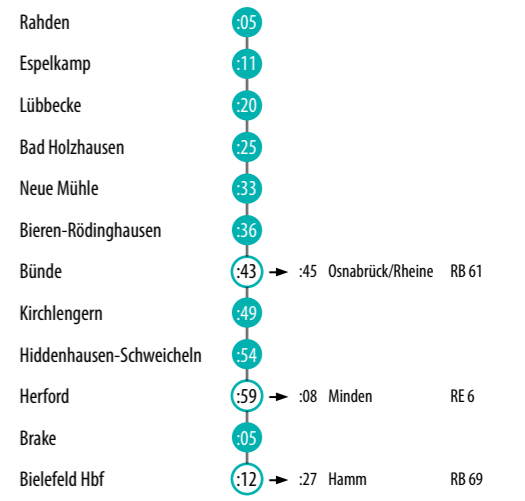 Rahden :05
Espelkamp :11
Lübbecke :20
Bad Holzhausen :25
Neue Mühle :33
Bieren-Rödinghausen :36
Bünde :43 → :45 Osnabrück/Rheine RB 61
Kirchlengern :49
Hiddenhausen-Schweicheln :54
Herford :59 → :08 Minden RE 6
Brake :05
Bielefeld Hbf :12 → :27 Hamm RB 69